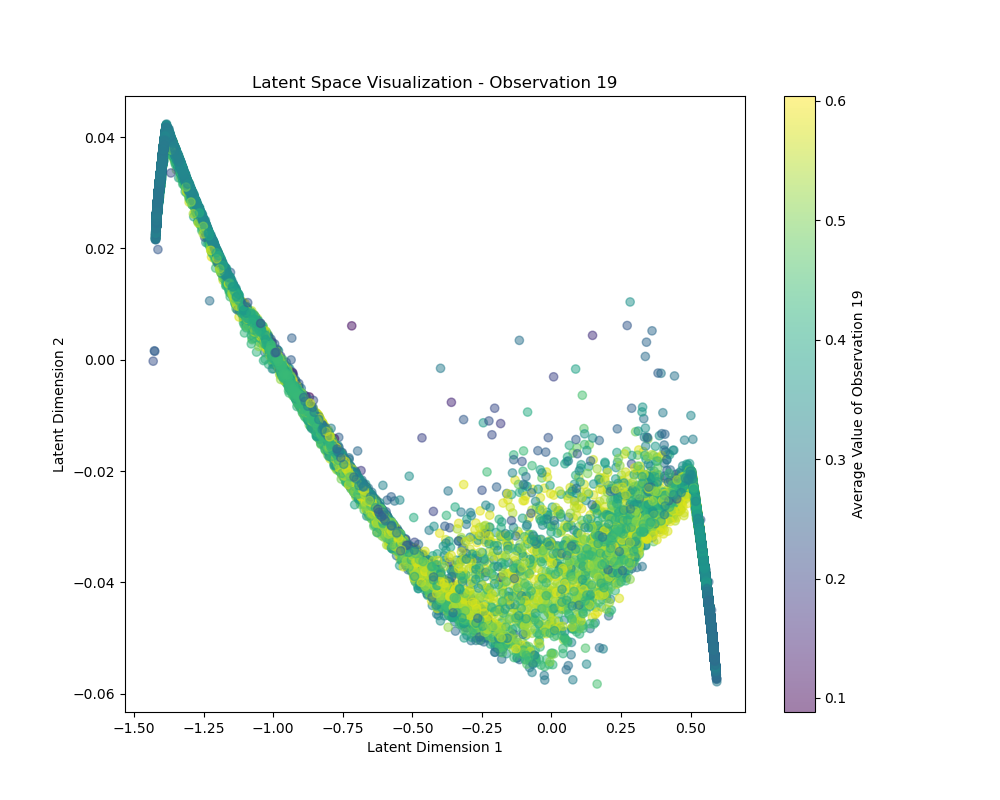 Latent Space Visualization - Observation 19
Latent Dimension 2
0.04
0.02
0.00
−0.02
−0.04
−0.06
−1.50 −1.25 −1.00 −0.75 −0.50 −0.25 0.00 0.25 0.50
Latent Dimension 1
0.6
0.5
0.4
0.3
0.2
0.1
Average Value of Observation 19